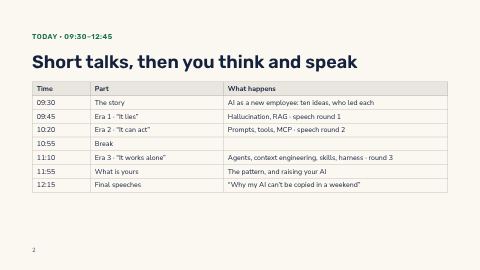 TODAY • 09:30–12:45
Short talks, then you think and speak
Time Part What happens
09:30 The story AI as a new employee: ten ideas, who led each
09:45 Era 1 · “It lies” Hallucination, RAG · speech round 1
10:20 Era 2 · “It can act” Prompts, tools, MCP · speech round 2
10:55 Break
11:10 Era 3 · “It works alone” Agents, context engineering, skills, harness · round 3
11:55 What is yours The pattern, and raising your AI
12:15 Final speeches “Why my AI can't be copied in a weekend”
2